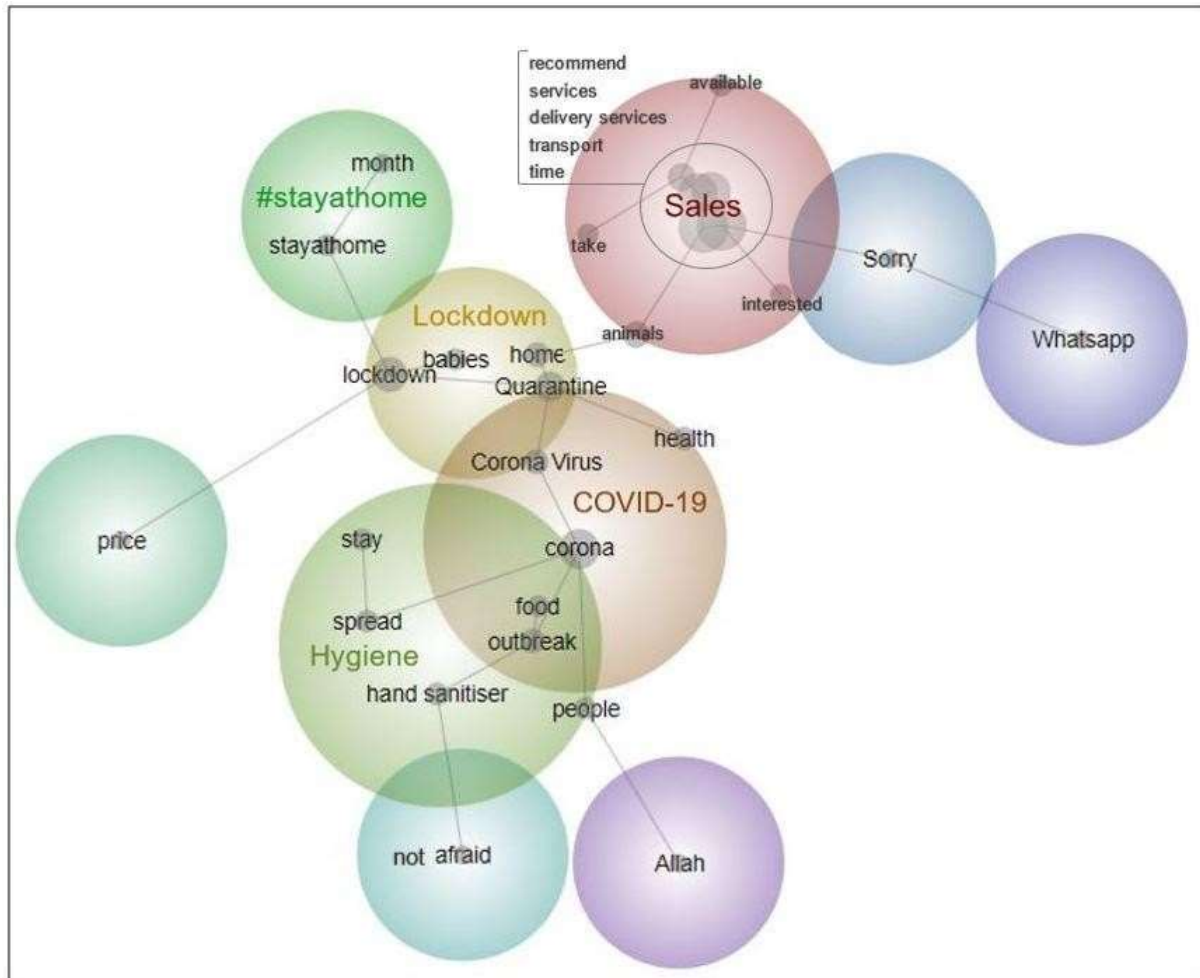 recommend
services
delivery services
transport
time
available
month
#stayathome
stayathome
Sales
take
interested
animals
Sorry
Whatsapp
Lockdown
babies
home
lockdown
Quarantine
health
Corona Virus
COVID-19
price
stay
corona
food
spread
outbreak
Hygiene
hand sanitiser
people
not afraid
Allah